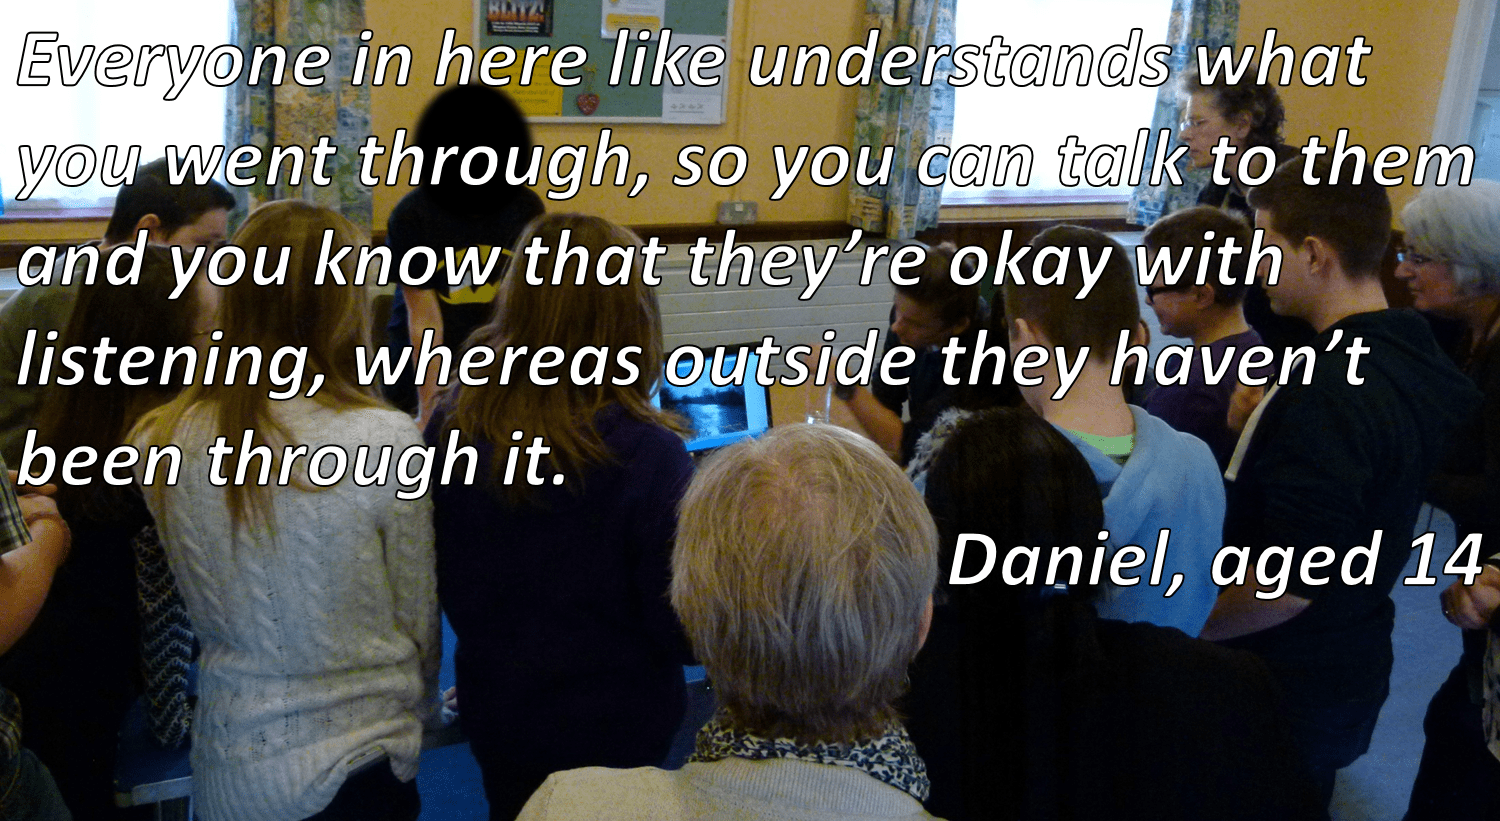 BLITZ!
Everyone in here like understands what
you went through, so you can talk to them
and you know that they’re okay with
listening, whereas outside they haven’t
been through it.
Daniel, aged 14